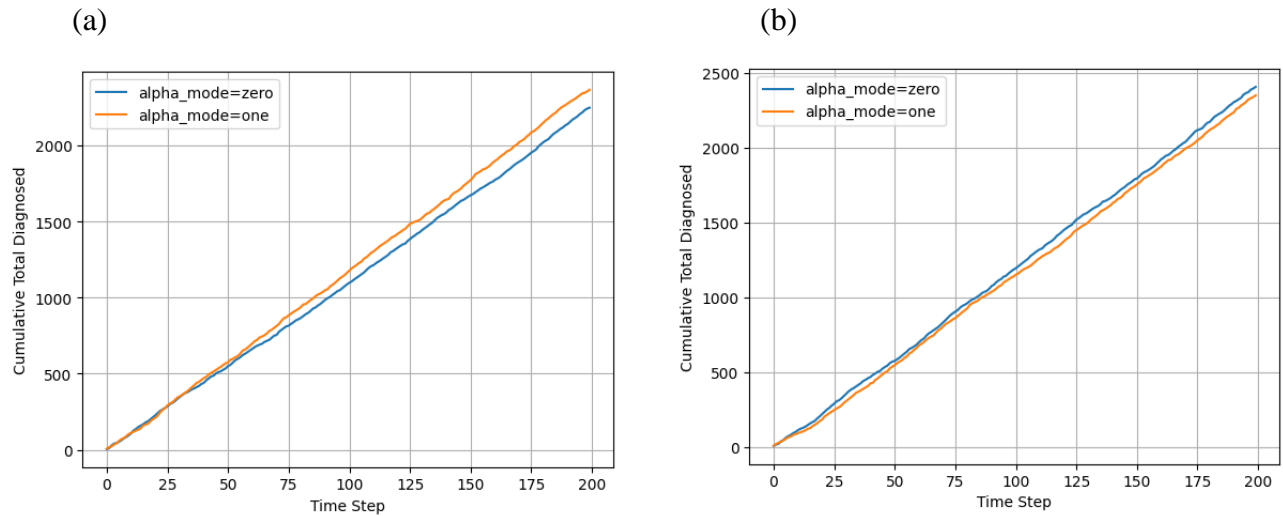 (a)
alpha_mode=zero
alpha_mode=one
Cumulative Total Diagnosed
2000
1500
1000
500
0
0 25 50 75 100 125 150 175 200
Time Step
(b)
alpha_mode=zero
alpha_mode=one
Cumulative Total Diagnosed
2500
2000
1500
1000
500
0
0 25 50 75 100 125 150 175 200
Time Step